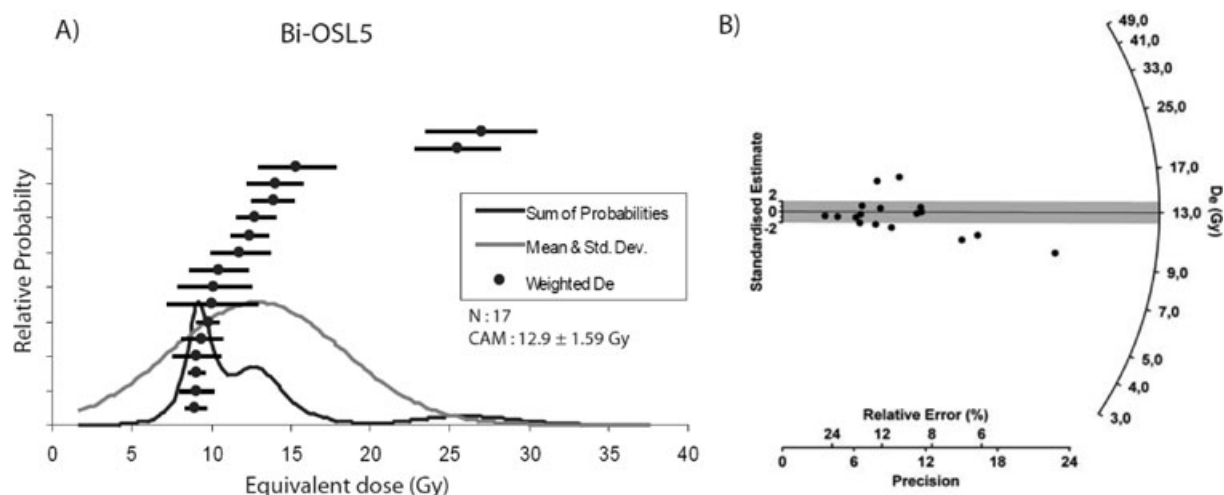 A)
Bi-OSL5
Relative Probabilty
Sum of Probabilities
Mean & Std. Dev.
Weighted De
N : 17
CAM : 12.9 ± 1.59 Gy
0 5 10 15 20 25 30 35 40
Equivalent dose (Gy)
B)
Standardised Estimate
2
0
-2
49,0
41,0
33,0
25,0
17,0
13,0
9,0
7,0
5,0
4,0
3,0
De (Gy)
Relative Error (%)
24 12 8 6
0 6 12 18 24
Precision